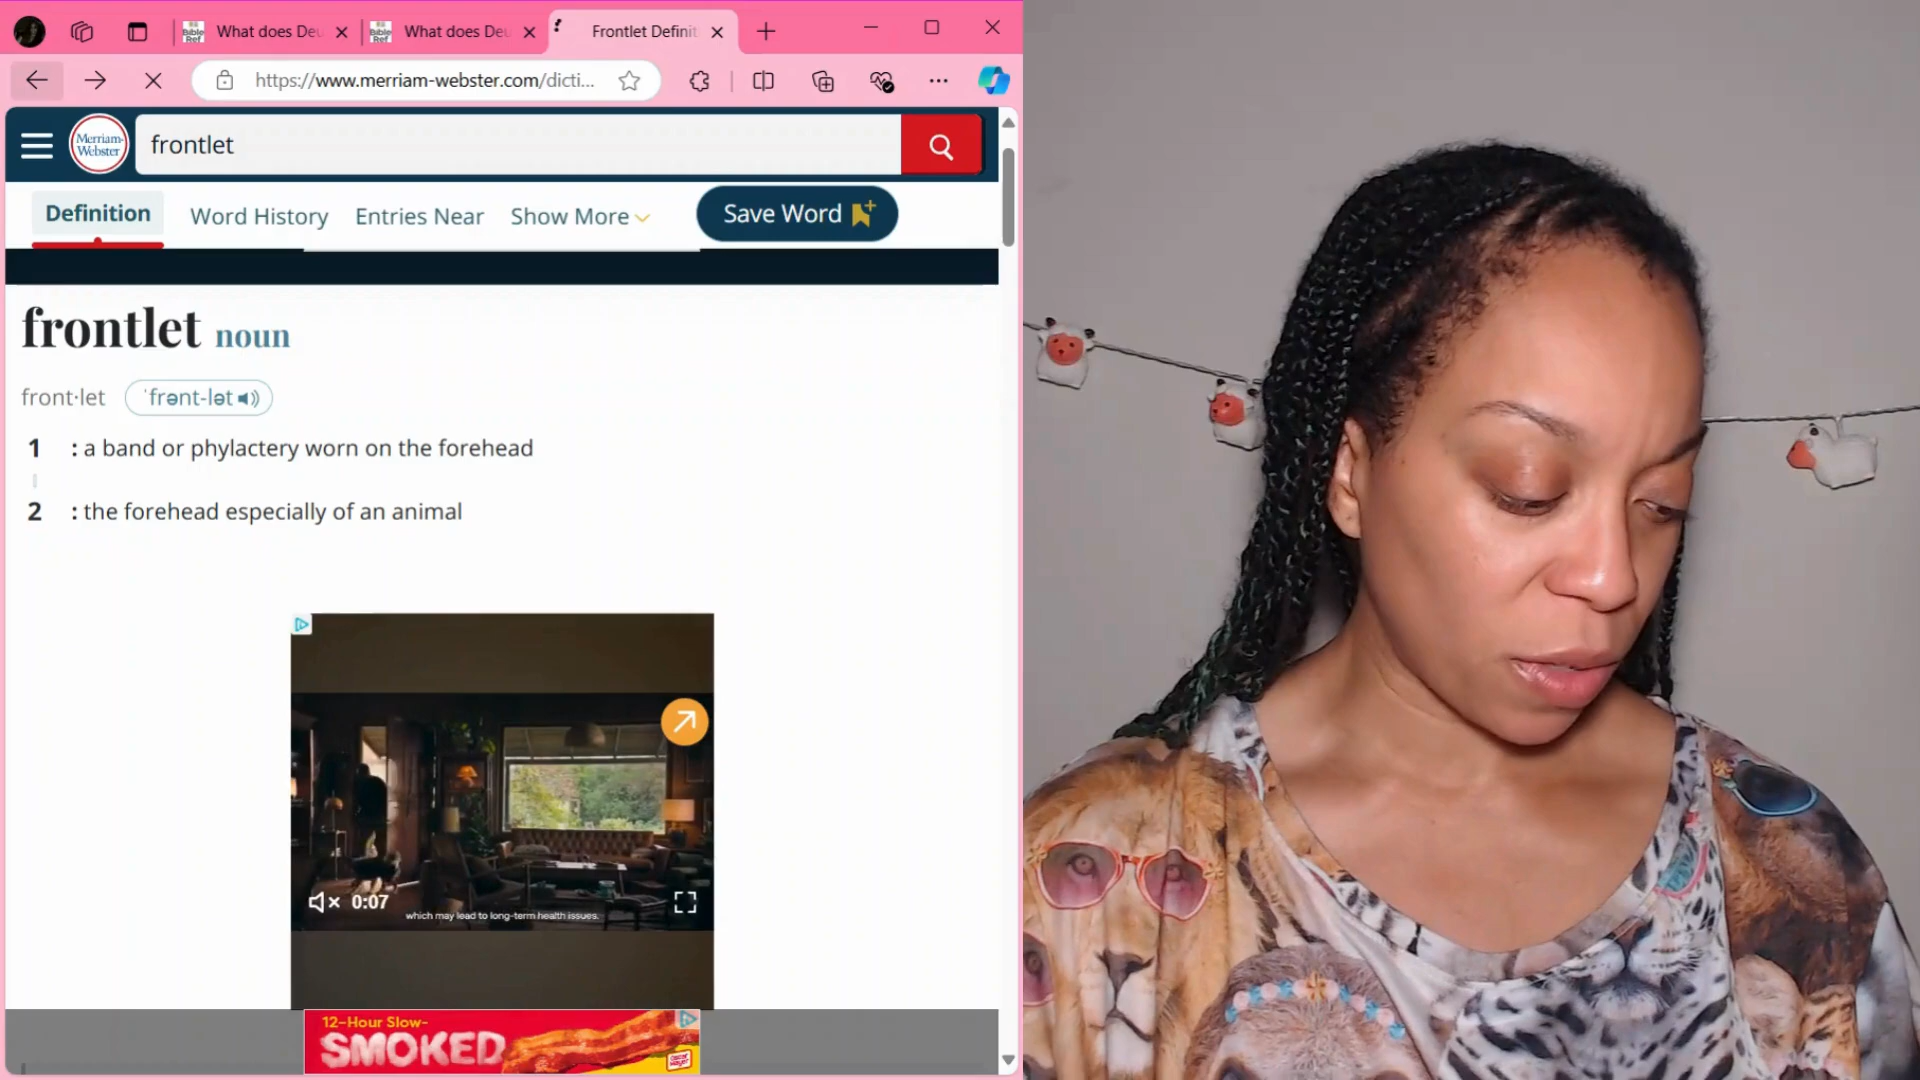 What does Deu
What does Deu
Frontlet Definit
https://www.merriam-webster.com/dicti...
Merriam-
Webster
frontlet
Definition
Word History
Entries Near
Show More
Save Word
frontlet noun
front·let
ˈfrənt-lət
1 : a band or phylactery worn on the forehead
2 : the forehead especially of an animal
0:07
which may lead to long-term health issues.
12-Hour Slow-
SMOKED